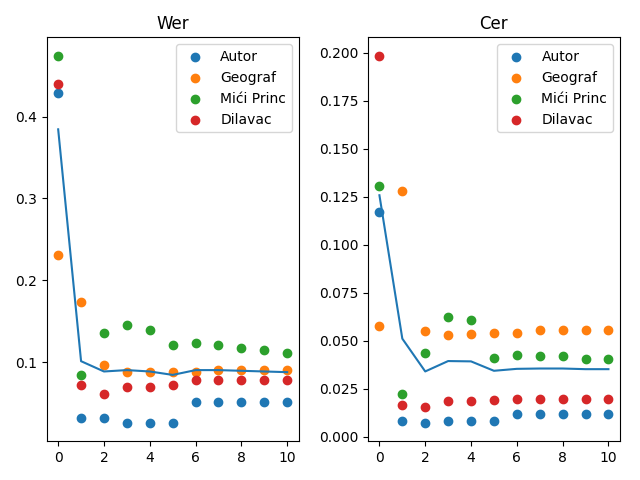 Wer
Autor
Geograf
Mići Princ
Dilavac
0.4
0.3
0.2
0.1
0 2 4 6 8 10
Cer
Autor
Geograf
Mići Princ
Dilavac
0.200
0.175
0.150
0.125
0.100
0.075
0.050
0.025
0.000
0 2 4 6 8 10